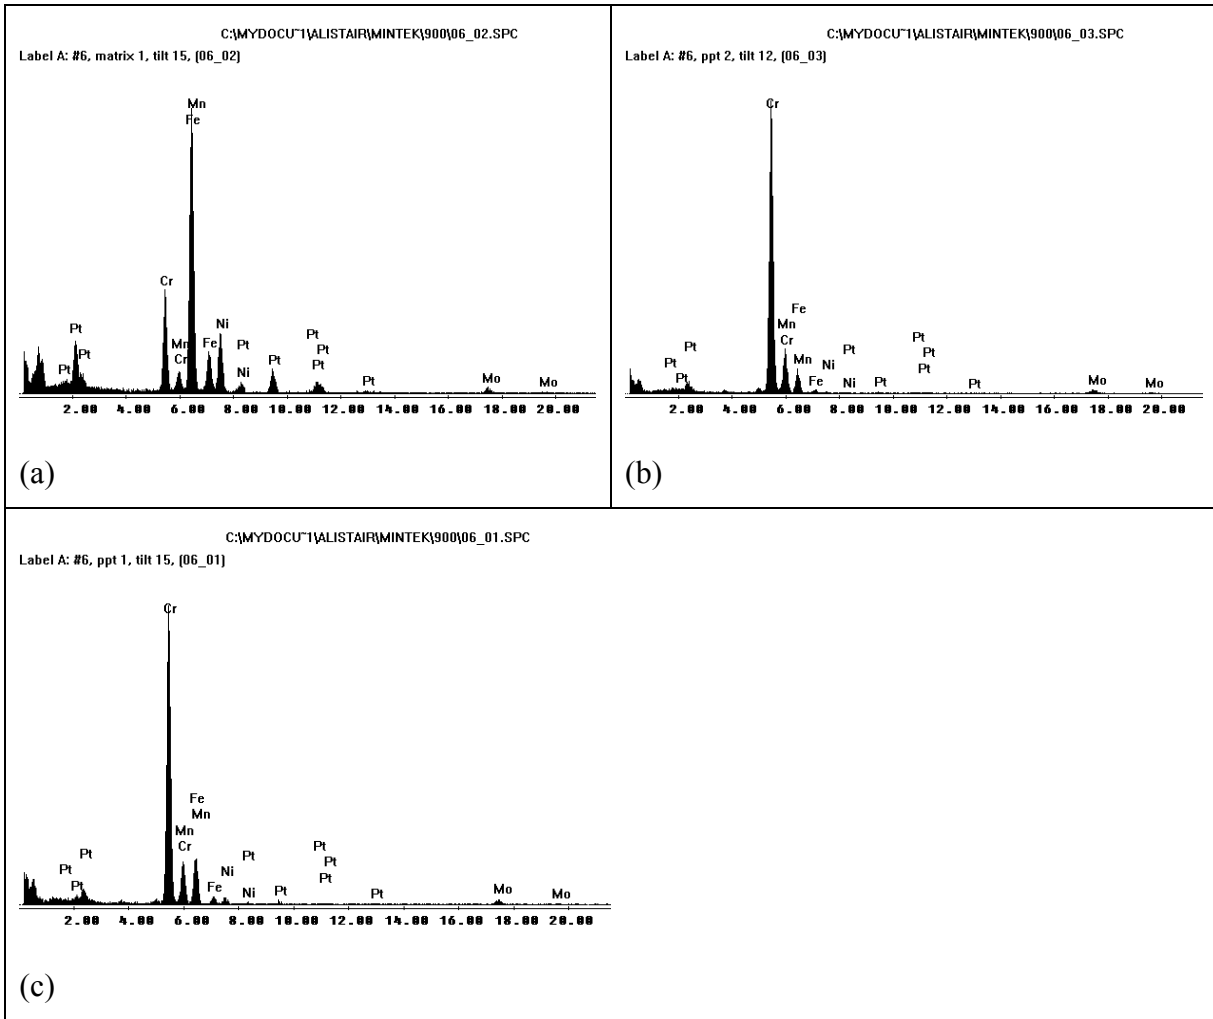 C:\MYDOCU~1\ALISTAIR\MINTEK\900\06_02.SPC
Label A: #6, matrix 1, tilt 15, (06_02)
Mn
Fe
Cr
Ni
Pt
Pt
Mn
Fe
Pt
Pt
Pt
Pt
Cr
Pt
Pt
Pt
Ni
Pt
Mo
Mo
2.00 4.00 6.00 8.00 10.00 12.00 14.00 16.00 18.00 20.00
(a)
C:\MYDOCU~1\ALISTAIR\MINTEK\900\06_03.SPC
Label A: #6, ppt 2, tilt 12, (06_03)
Cr
Fe
Mn
Pt
Pt
Cr
Pt
Pt
Pt
Mn
Ni
Pt
Pt
Fe
Ni
Pt
Pt
Mo
Mo
2.00 4.00 6.00 8.00 10.00 12.00 14.00 16.00 18.00 20.00
(b)
C:\MYDOCU~1\ALISTAIR\MINTEK\900\06_01.SPC
Label A: #6, ppt 1, tilt 15, (06_01)
Cr
Fe
Mn
Mn
Pt
Cr
Pt
Pt
Pt
Pt
Ni
Pt
Pt
Fe
Ni
Pt
Pt
Mo
Mo
2.00 4.00 6.00 8.00 10.00 12.00 14.00 16.00 18.00 20.00
(c)